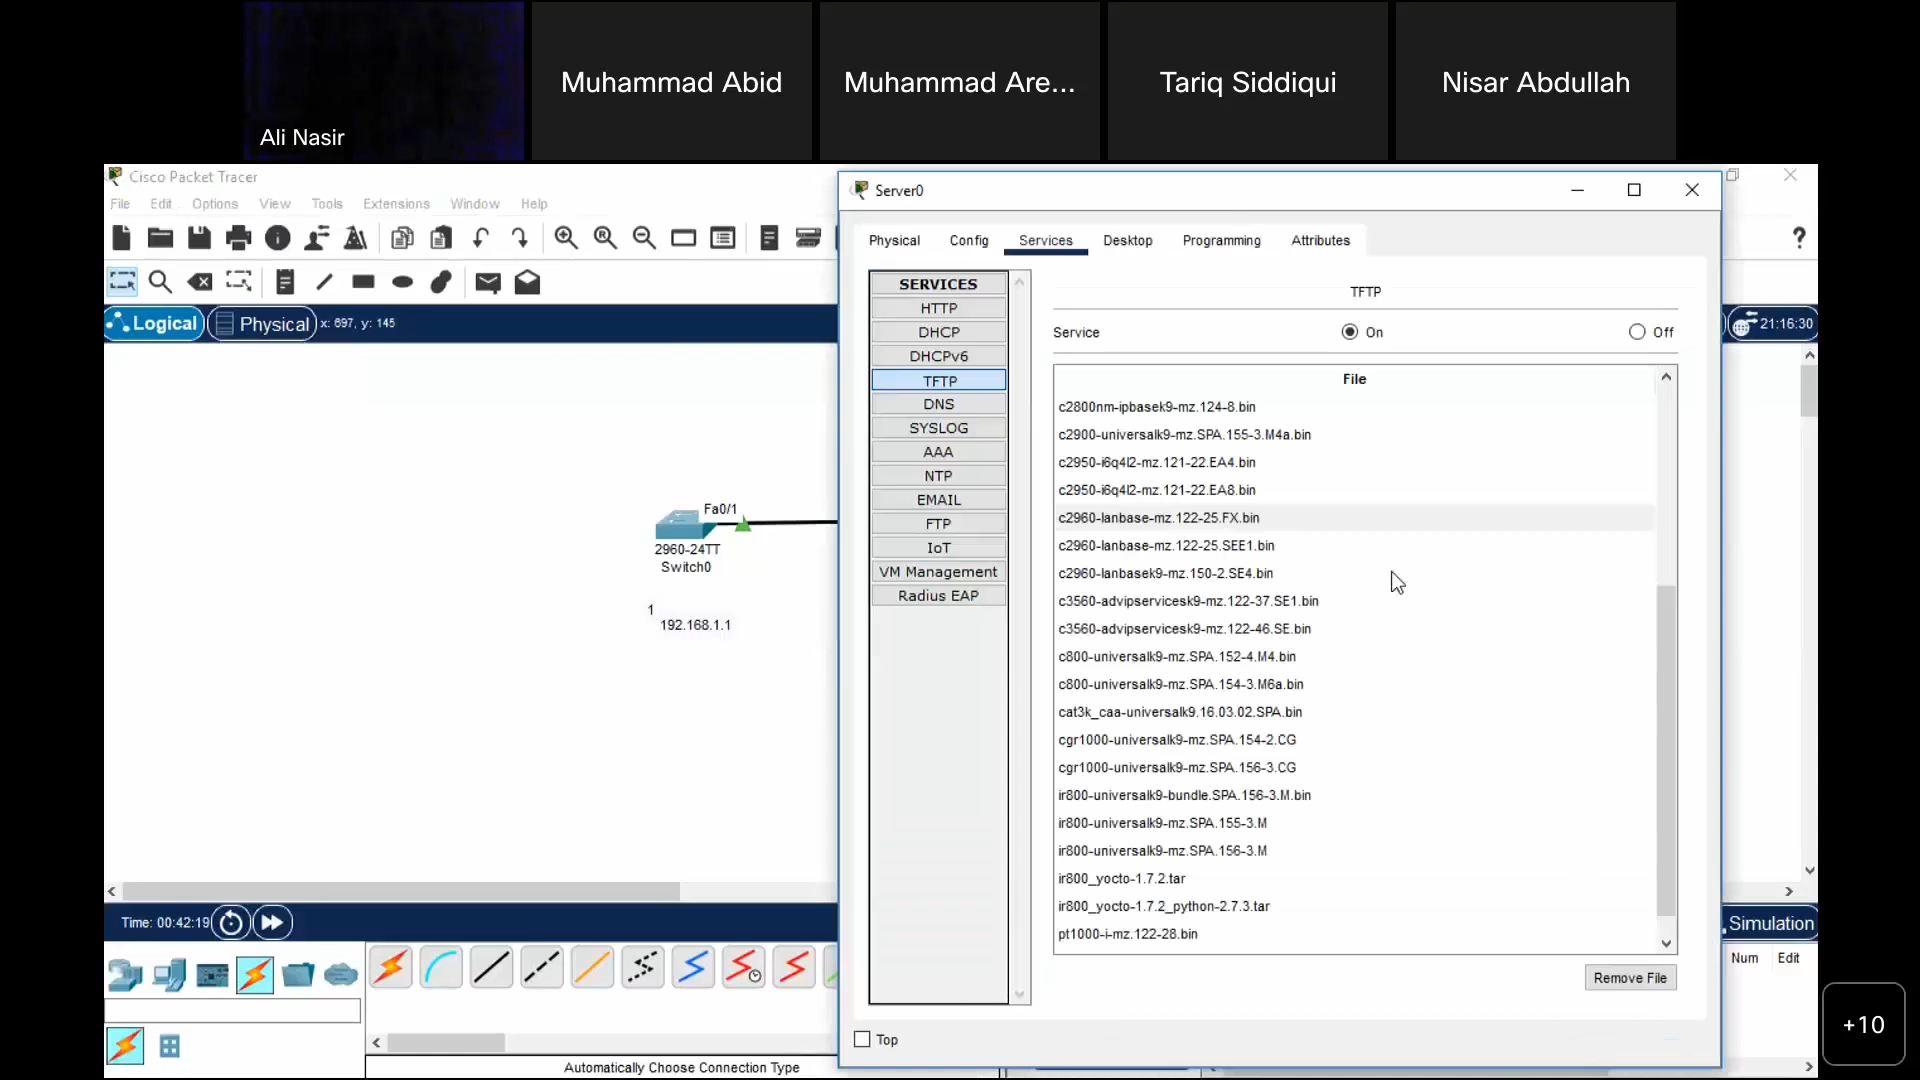 Ali Nasir
Muhammad Abid
Muhammad Are...
Tariq Siddiqui
Nisar Abdullah
Cisco Packet Tracer
File Edit Options View Tools Extensions Window Help
Logical
Physical
x: 697, y: 145
21:16:30
Fa0/1
2960-24TT
Switch0
1
192.168.1.1
Time: 00:42:19
Automatically Choose Connection Type
Server0
Physical Config Services Desktop Programming Attributes
SERVICES
HTTP
DHCP
DHCPv6
TFTP
DNS
SYSLOG
AAA
NTP
EMAIL
FTP
IoT
VM Management
Radius EAP
TFTP
Service On Off
File
c2800nm-ipbasek9-mz.124-8.bin
c2900-universalk9-mz.SPA.155-3.M4a.bin
c2950-i6q4l2-mz.121-22.EA4.bin
c2950-i6q4l2-mz.121-22.EA8.bin
c2960-lanbase-mz.122-25.FX.bin
c2960-lanbase-mz.122-25.SEE1.bin
c2960-lanbasek9-mz.150-2.SE4.bin
c3560-advipservicesk9-mz.122-37.SE1.bin
c3560-advipservicesk9-mz.122-46.SE.bin
c800-universalk9-mz.SPA.152-4.M4.bin
c800-universalk9-mz.SPA.154-3.M6a.bin
cat3k_caa-universalk9.16.03.02.SPA.bin
cgr1000-universalk9-mz.SPA.154-2.CG
cgr1000-universalk9-mz.SPA.156-3.CG
ir800-universalk9-bundle.SPA.156-3.M.bin
ir800-universalk9-mz.SPA.155-3.M
ir800-universalk9-mz.SPA.156-3.M
ir800_yocto-1.7.2.tar
ir800_yocto-1.7.2_python-2.7.3.tar
pt1000-i-mz.122-28.bin
Remove File
Top
Simulation
Num Edit
+10